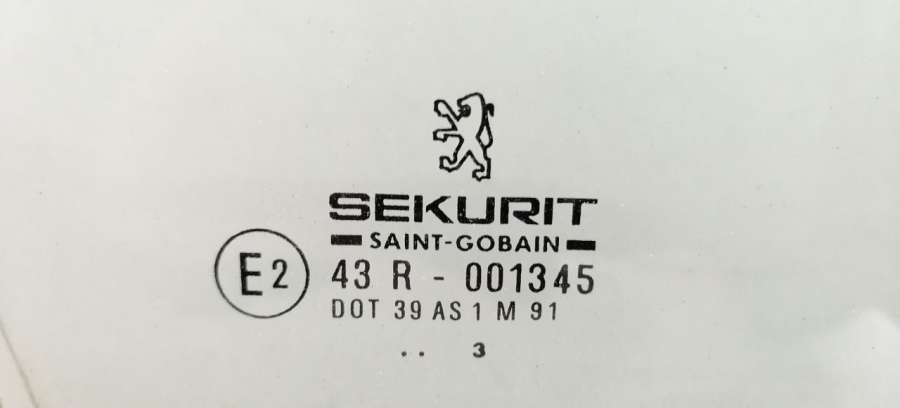 SEKURIT
SAINT-GOBAIN
E2
43 R - 001345
DOT 39 AS 1 M 91
.. 3